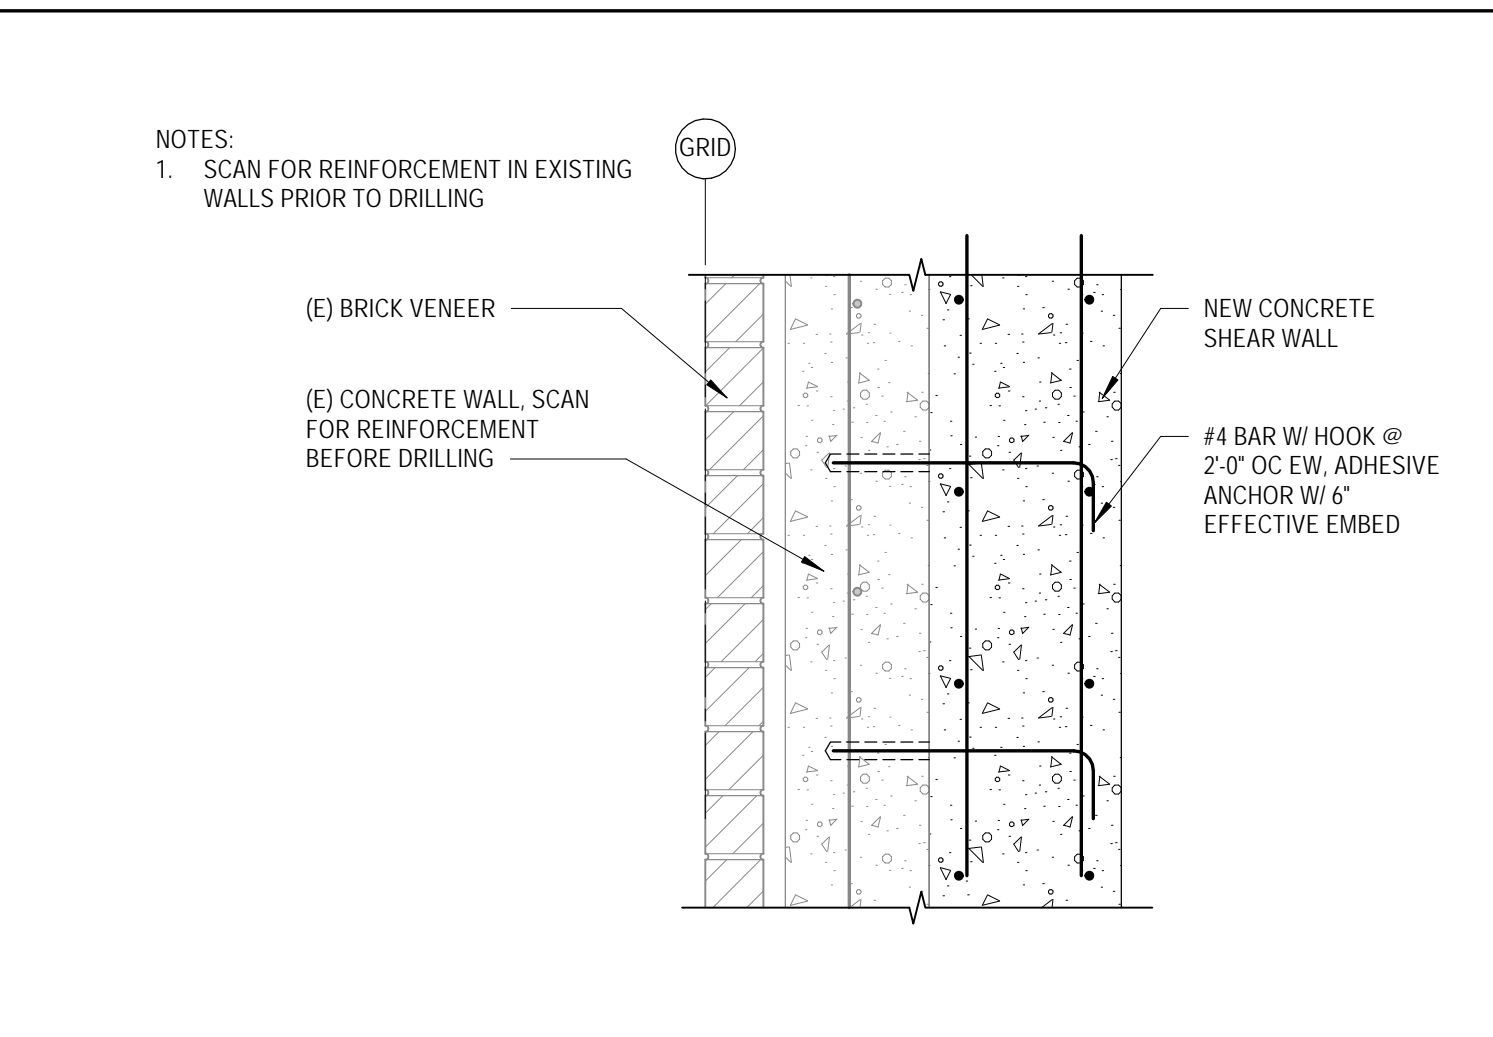 NOTES:
1. SCAN FOR REINFORCEMENT IN EXISTING
WALLS PRIOR TO DRILLING
GRID
(E) BRICK VENEER
(E) CONCRETE WALL, SCAN
FOR REINFORCEMENT
BEFORE DRILLING
NEW CONCRETE
SHEAR WALL
#4 BAR W/ HOOK @
2'-0" OC EW, ADHESIVE
ANCHOR W/ 6"
EFFECTIVE EMBED